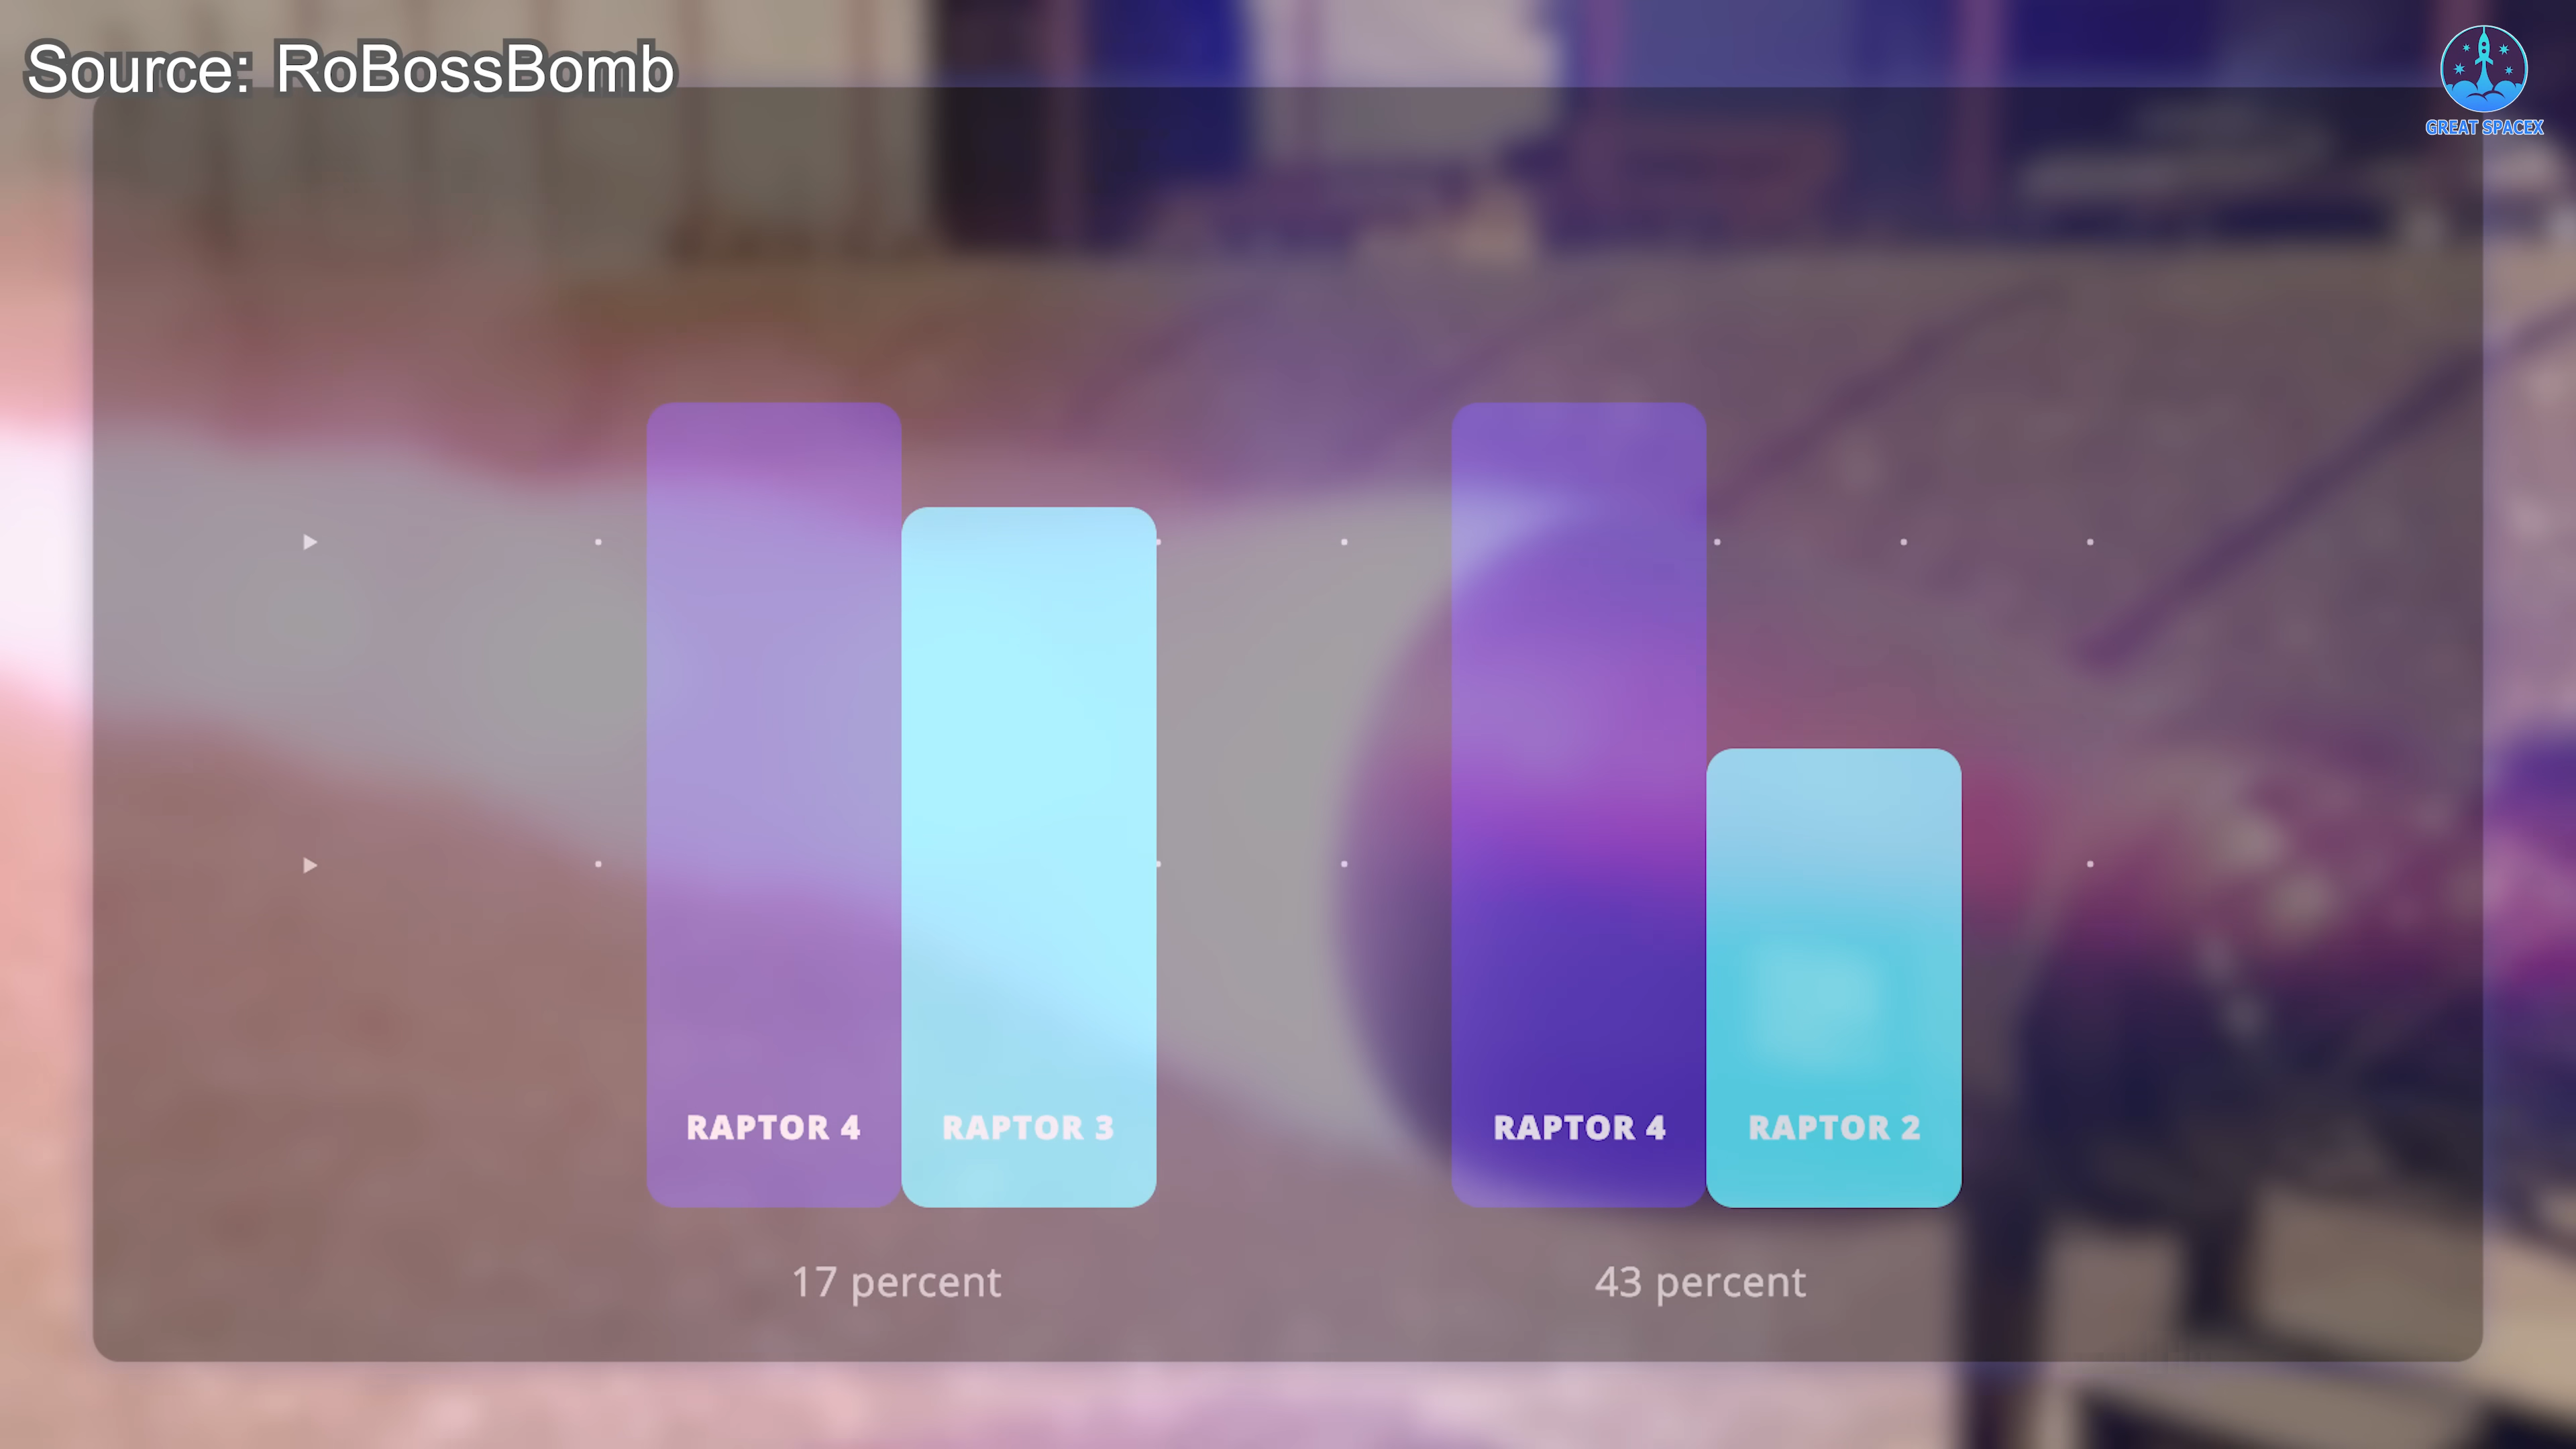 Source: RoBossBomb
GREAT SPACEX
RAPTOR 4
RAPTOR 3
RAPTOR 4
RAPTOR 2
17 percent
43 percent